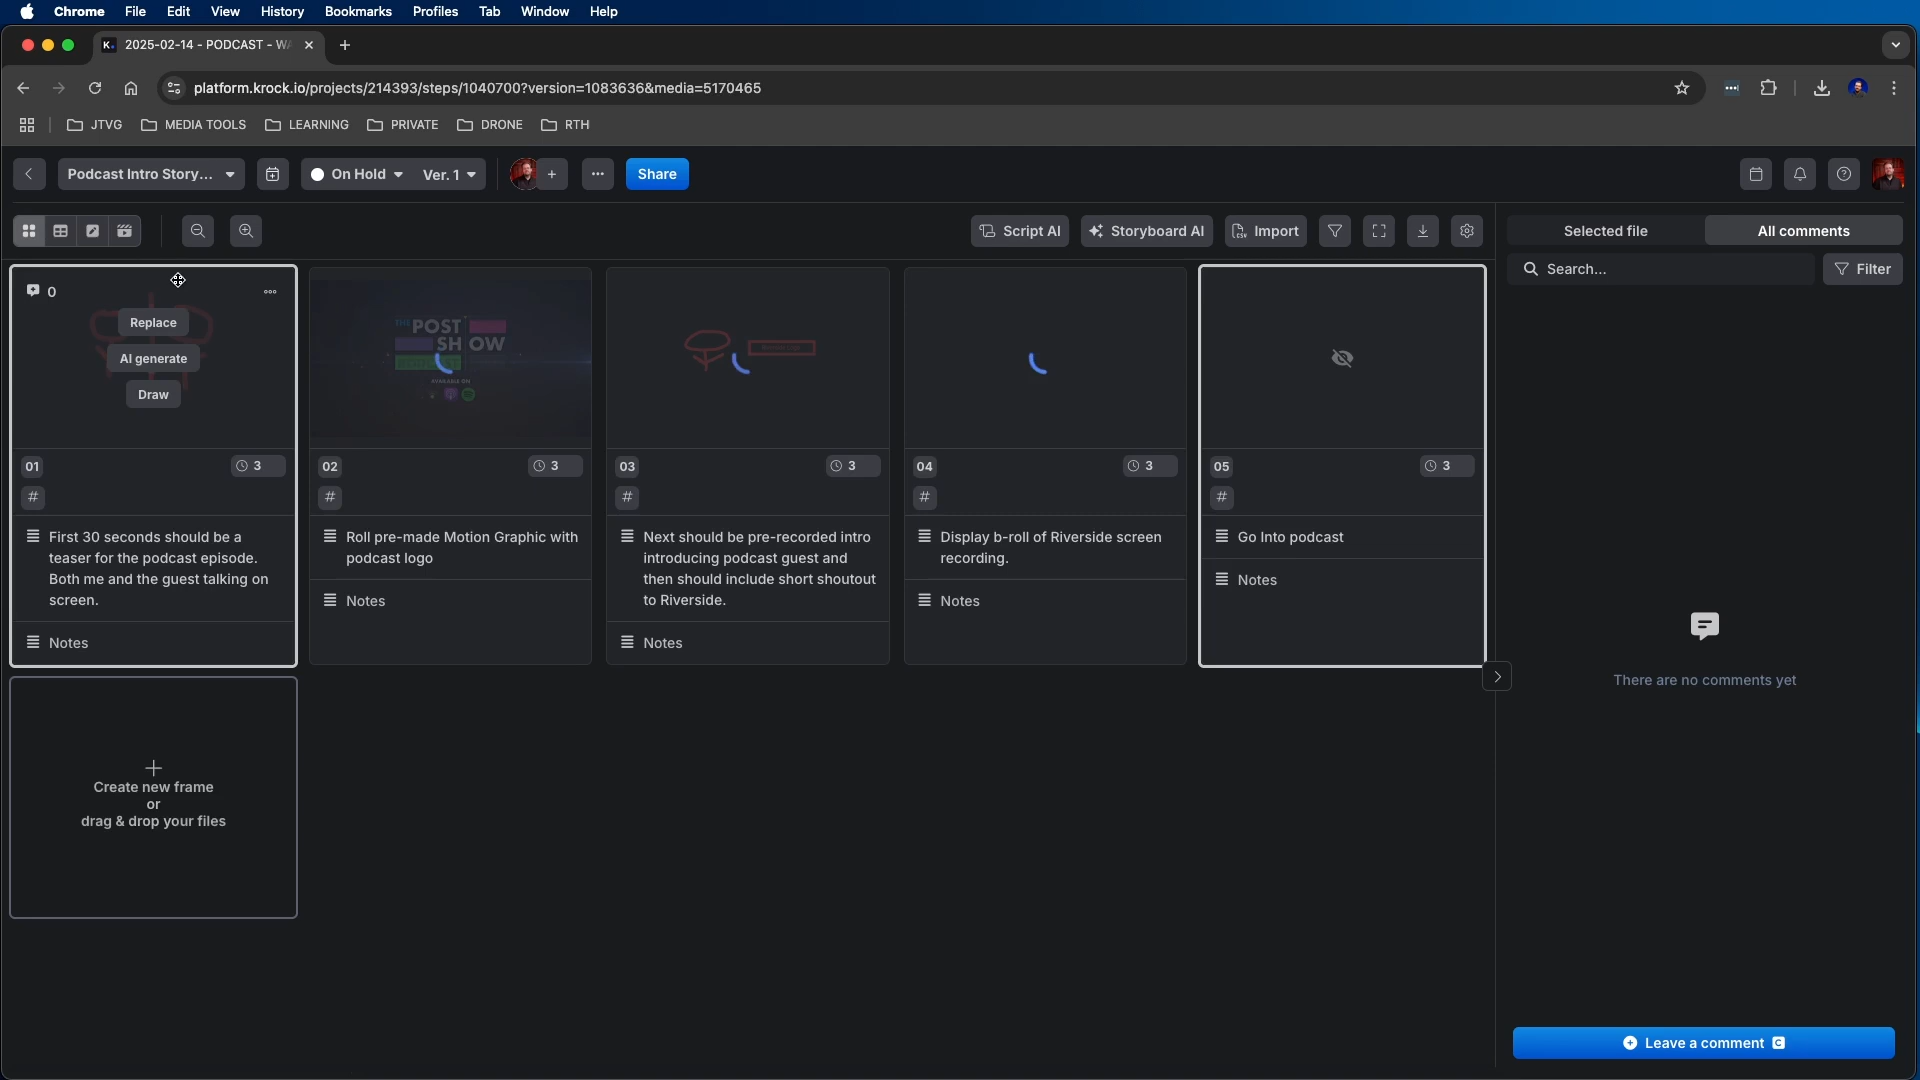 Chrome File Edit View History Bookmarks Profiles Tab Window Help
2025-02-14 - PODCAST - W
platform.krock.io/projects/214393/steps/1040700?version=1083636&media=5170465
JTVG MEDIA TOOLS LEARNING PRIVATE DRONE RTH
Podcast Intro Story... On Hold Ver. 1 Share
Script AI Storyboard AI Import Selected file All comments
Search... Filter
0
Replace
AI generate
Draw
THE POST
SHOW
AVAILABLE ON
01 3 02 3 03 3 04 3 05 3
# # # # #
First 30 seconds should be a
teaser for the podcast episode.
Both me and the guest talking on
screen.
Notes
Roll pre-made Motion Graphic with
podcast logo
Notes
Next should be pre-recorded intro
introducing podcast guest and
then should include short shoutout
to Riverside.
Notes
Display b-roll of Riverside screen
recording.
Notes
Go Into podcast
Notes
Create new frame
or
drag & drop your files
There are no comments yet
Leave a comment C